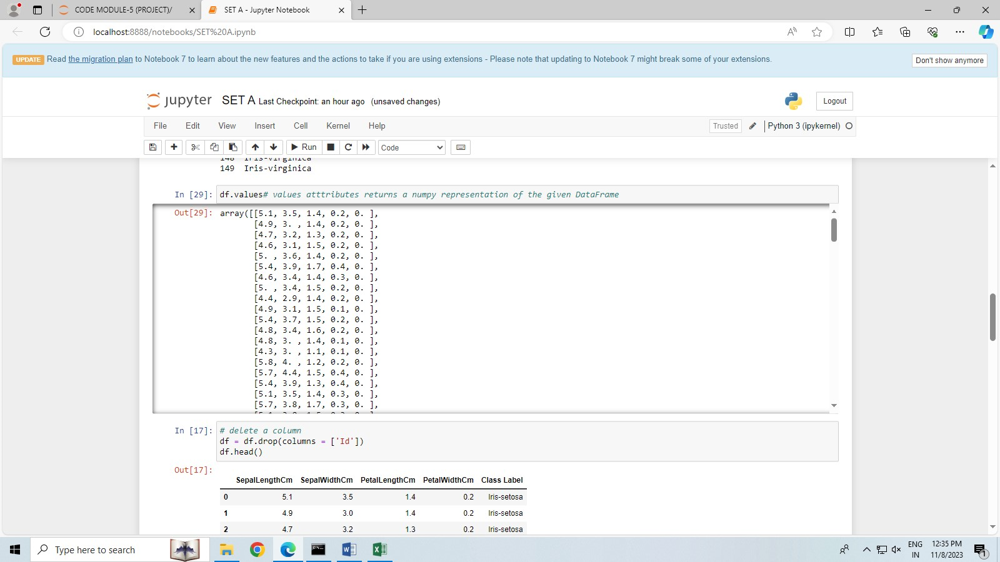 CODE MODULE-5 (PROJECT)/
SET A - Jupyter Notebook
localhost:8888/notebooks/SET%20A.ipynb
UPDATE Read the migration plan to Notebook 7 to learn about the new features and the actions to take if you are using extensions - Please note that updating to Notebook 7 might break some of your extensions.
Don't show anymore
jupyter SET A Last Checkpoint: an hour ago (unsaved changes)
Logout
File Edit View Insert Cell Kernel Help
Trusted Python 3 (ipykernel)
Run Code
148 Iris-virginica
149 Iris-virginica
In [29]: df.values# values atttributes returns a numpy representation of the given DataFrame
Out[29]: array([[5.1, 3.5, 1.4, 0.2, 0. ],
[4.9, 3. , 1.4, 0.2, 0. ],
[4.7, 3.2, 1.3, 0.2, 0. ],
[4.6, 3.1, 1.5, 0.2, 0. ],
[5. , 3.6, 1.4, 0.2, 0. ],
[5.4, 3.9, 1.7, 0.4, 0. ],
[4.6, 3.4, 1.4, 0.3, 0. ],
[5. , 3.4, 1.5, 0.2, 0. ],
[4.4, 2.9, 1.4, 0.2, 0. ],
[4.9, 3.1, 1.5, 0.1, 0. ],
[5.4, 3.7, 1.5, 0.2, 0. ],
[4.8, 3.4, 1.6, 0.2, 0. ],
[4.8, 3. , 1.4, 0.1, 0. ],
[4.3, 3. , 1.1, 0.1, 0. ],
[5.8, 4. , 1.2, 0.2, 0. ],
[5.7, 4.4, 1.5, 0.4, 0. ],
[5.4, 3.9, 1.3, 0.4, 0. ],
[5.1, 3.5, 1.4, 0.3, 0. ],
[5.7, 3.8, 1.7, 0.3, 0. ],
In [17]: # delete a column
df = df.drop(columns = ['Id'])
df.head()
Out[17]:
SepalLengthCm SepalWidthCm PetalLengthCm PetalWidthCm Class Label
0 5.1 3.5 1.4 0.2 Iris-setosa
1 4.9 3.0 1.4 0.2 Iris-setosa
2 4.7 3.2 1.3 0.2 Iris-setosa
Type here to search
ENG
IN
12:35 PM
11/8/2023
1